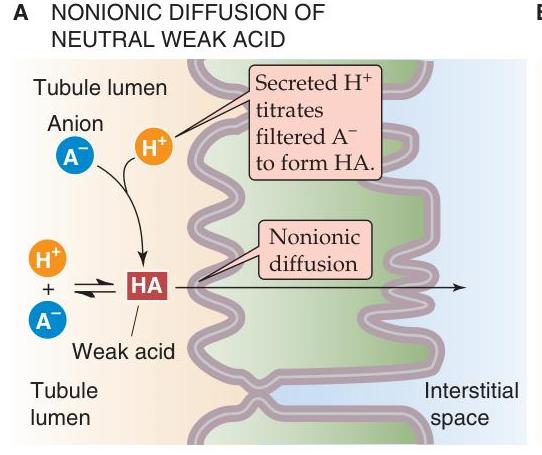 A NONIONIC DIFFUSION OF
NEUTRAL WEAK ACID
Tubule lumen
Anion
A⁻
H⁺
Secreted H⁺
titrates
filtered A⁻
to form HA.
Nonionic
diffusion
H⁺
+
A⁻
⇌
HA
Weak acid
Tubule
lumen
Interstitial
space